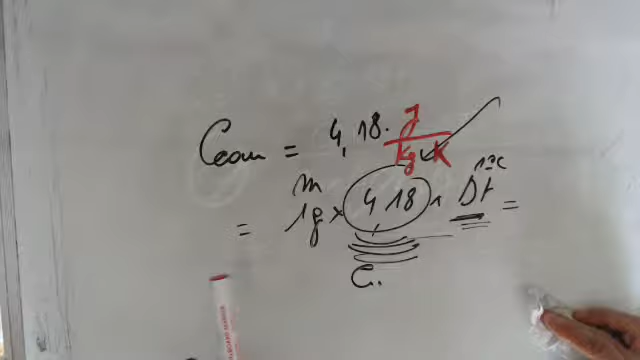 Ceau = 4,18. J/Kg K
m 1°C
= 1g × 4,18 × Δt =
C.